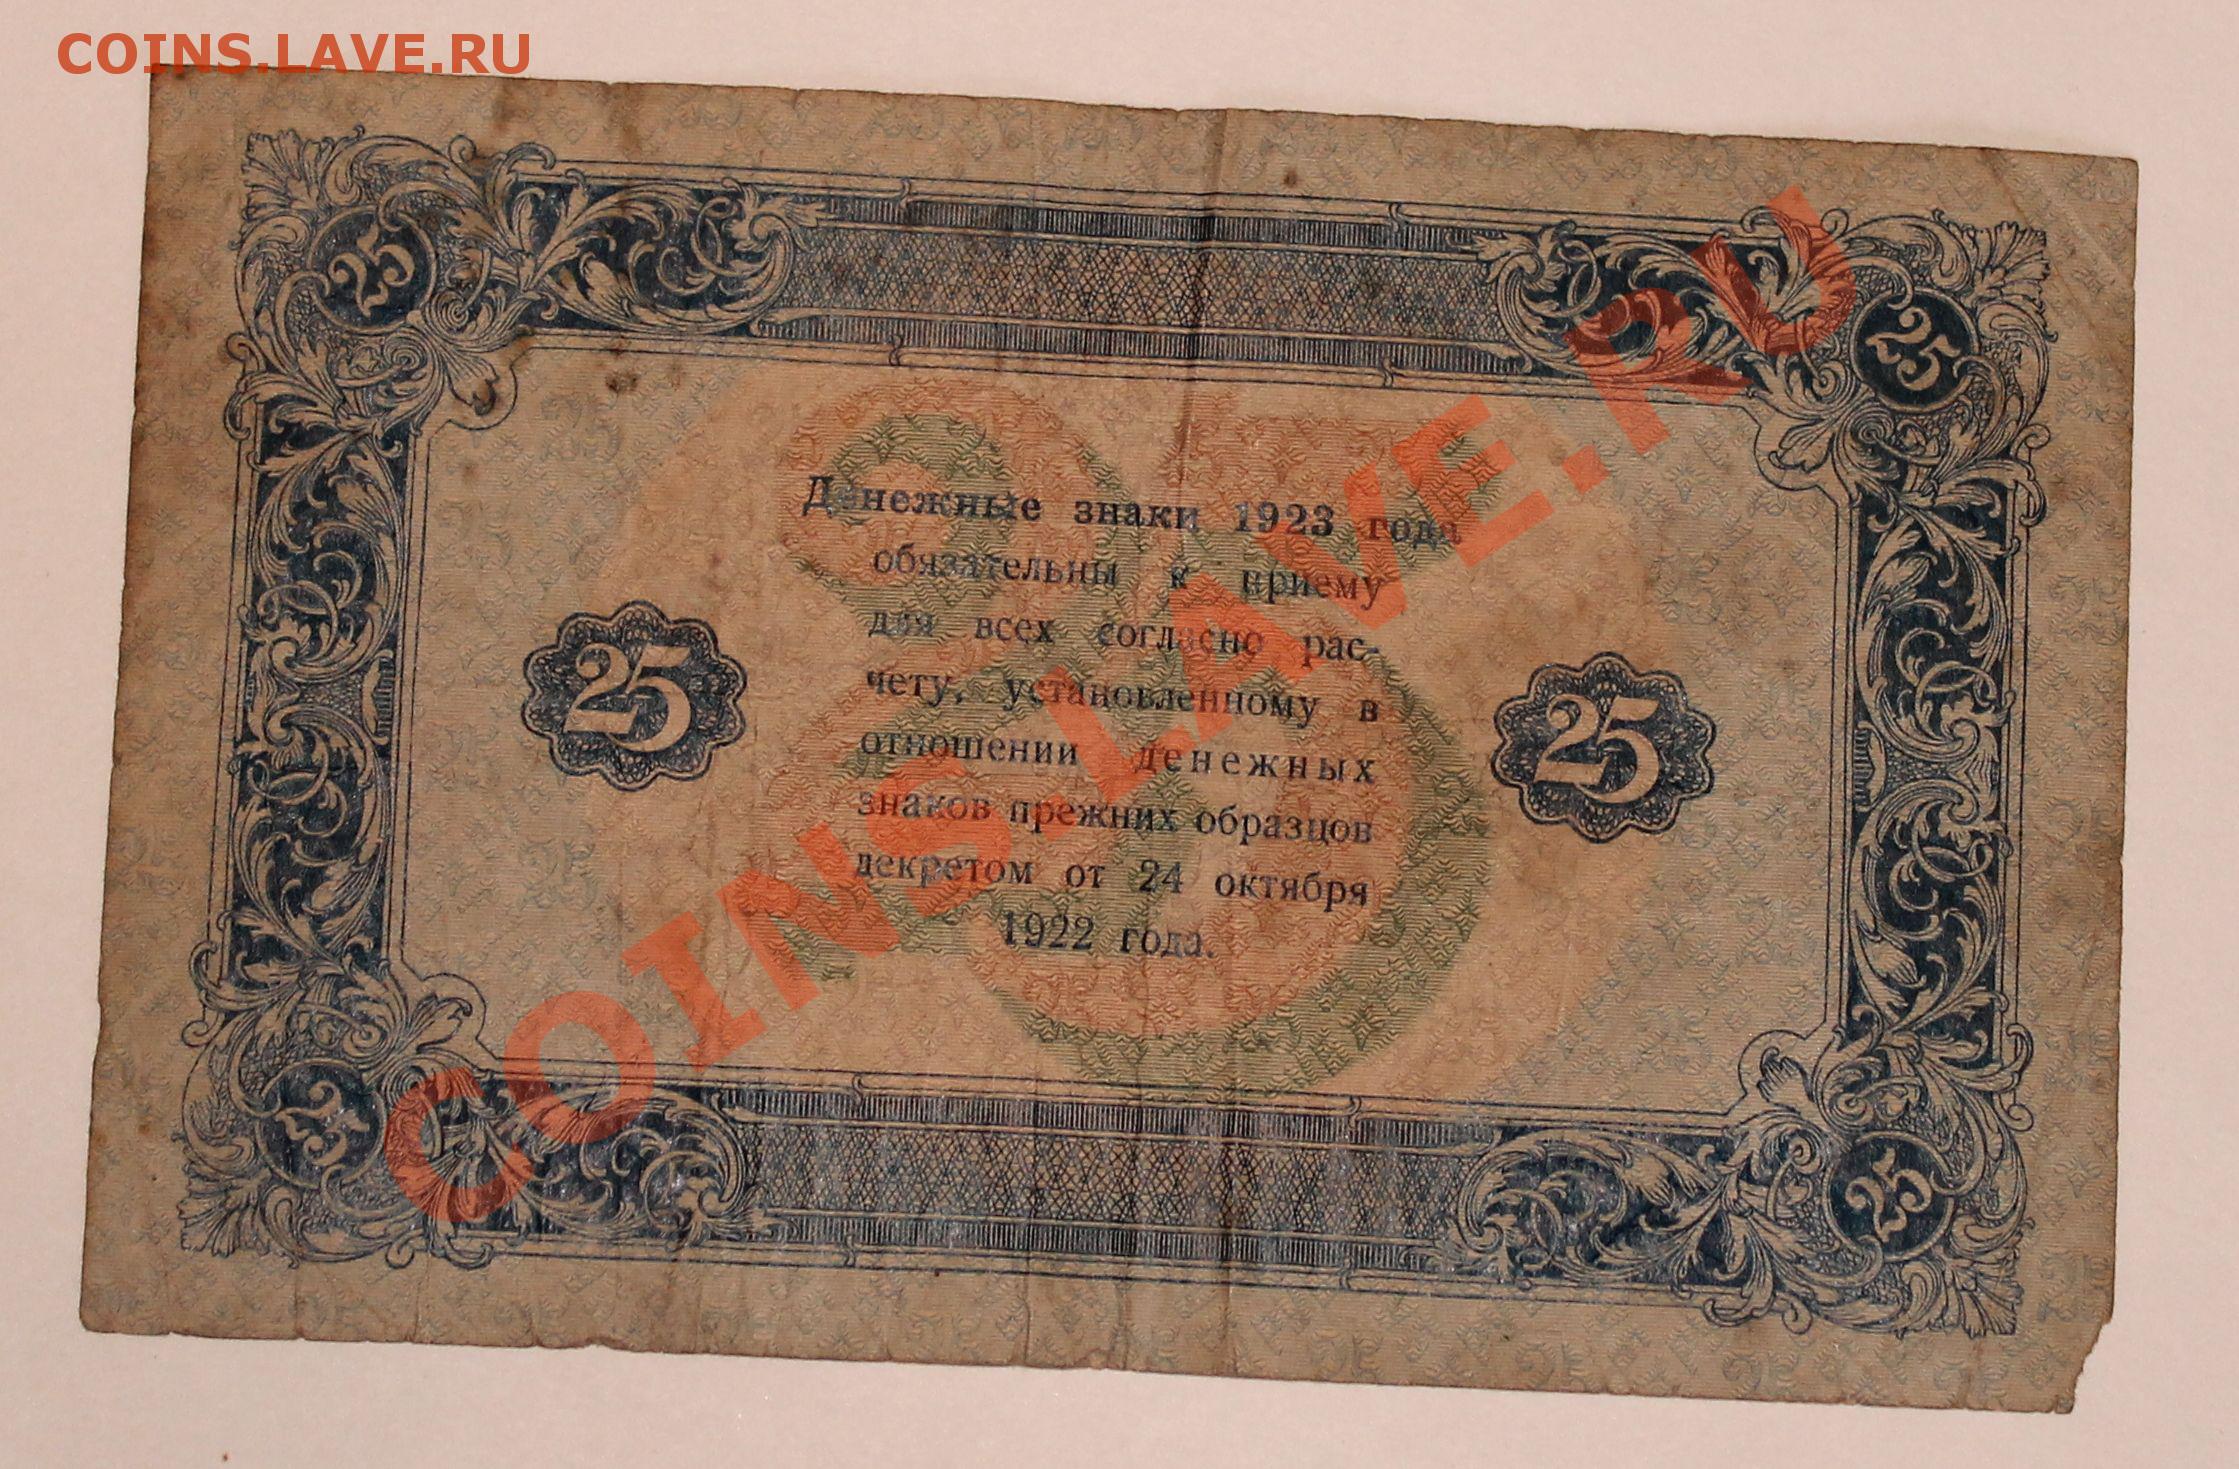 COINS.LAVE.RU
25
25
Денежные знаки 1923 года
обязательны к приему
для всех согласно рас-
чету, установленному в
отношении денежных
знаков прежних образцов
декретом от 24 октября
1922 года.
25
25
25
25
COINS.LAVE.RU